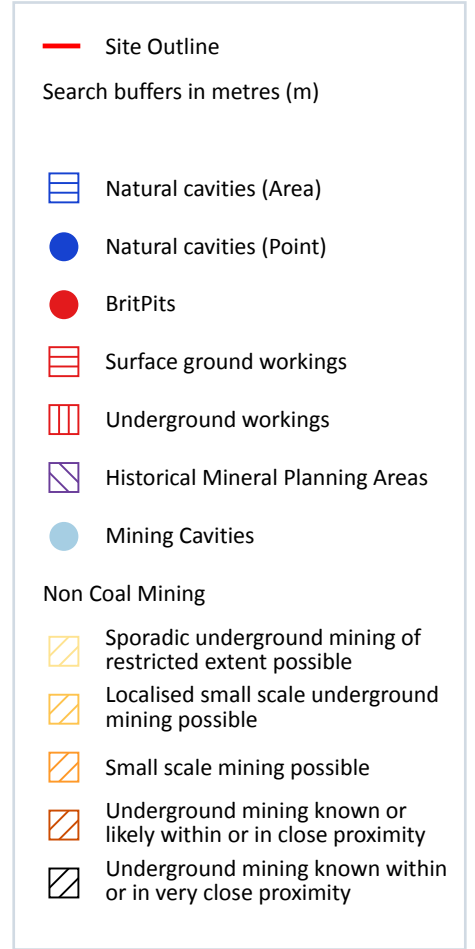 Site Outline
Search buffers in metres (m)
Natural cavities (Area)
Natural cavities (Point)
BritPits
Surface ground workings
Underground workings
Historical Mineral Planning Areas
Mining Cavities
Non Coal Mining
Sporadic underground mining of
restricted extent possible
Localised small scale underground
mining possible
Small scale mining possible
Underground mining known or
likely within or in close proximity
Underground mining known within
or in very close proximity